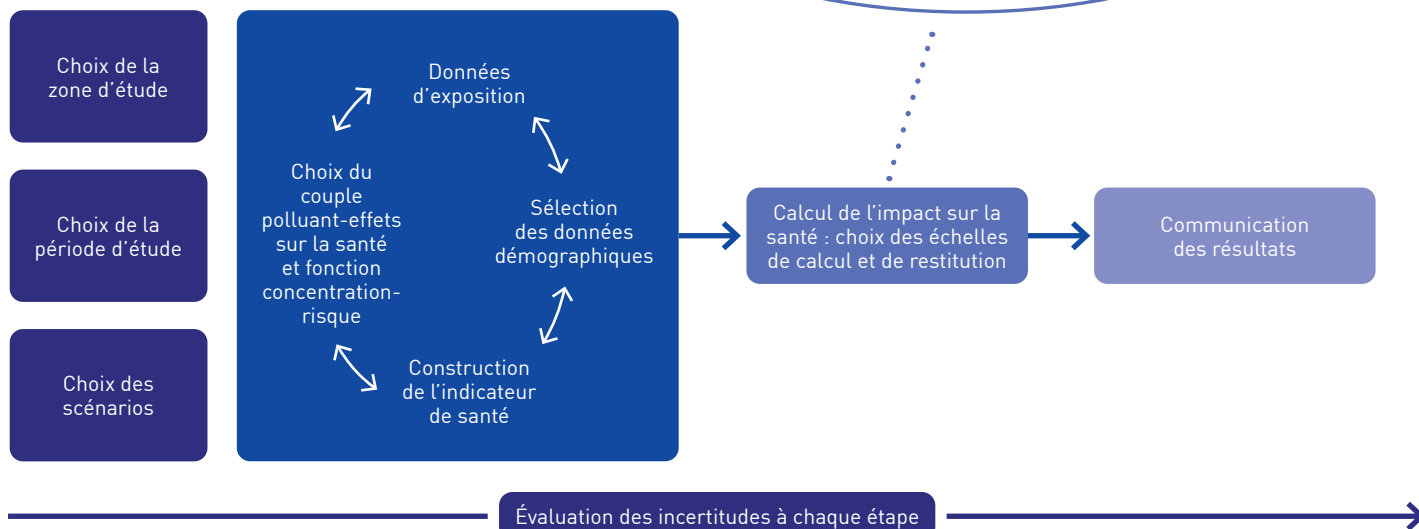 Choix de la
zone d'étude
Choix de la
période d'étude
Choix des
scénarios
Données
d'exposition
Choix du
couple
polluant-effets
sur la santé
et fonction
concentration-
risque
Sélection
des données
démographiques
Construction
de l'indicateur
de santé
Calcul de l'impact sur la
santé : choix des échelles
de calcul et de restitution
Communication
des résultats
Évaluation des incertitudes à chaque étape